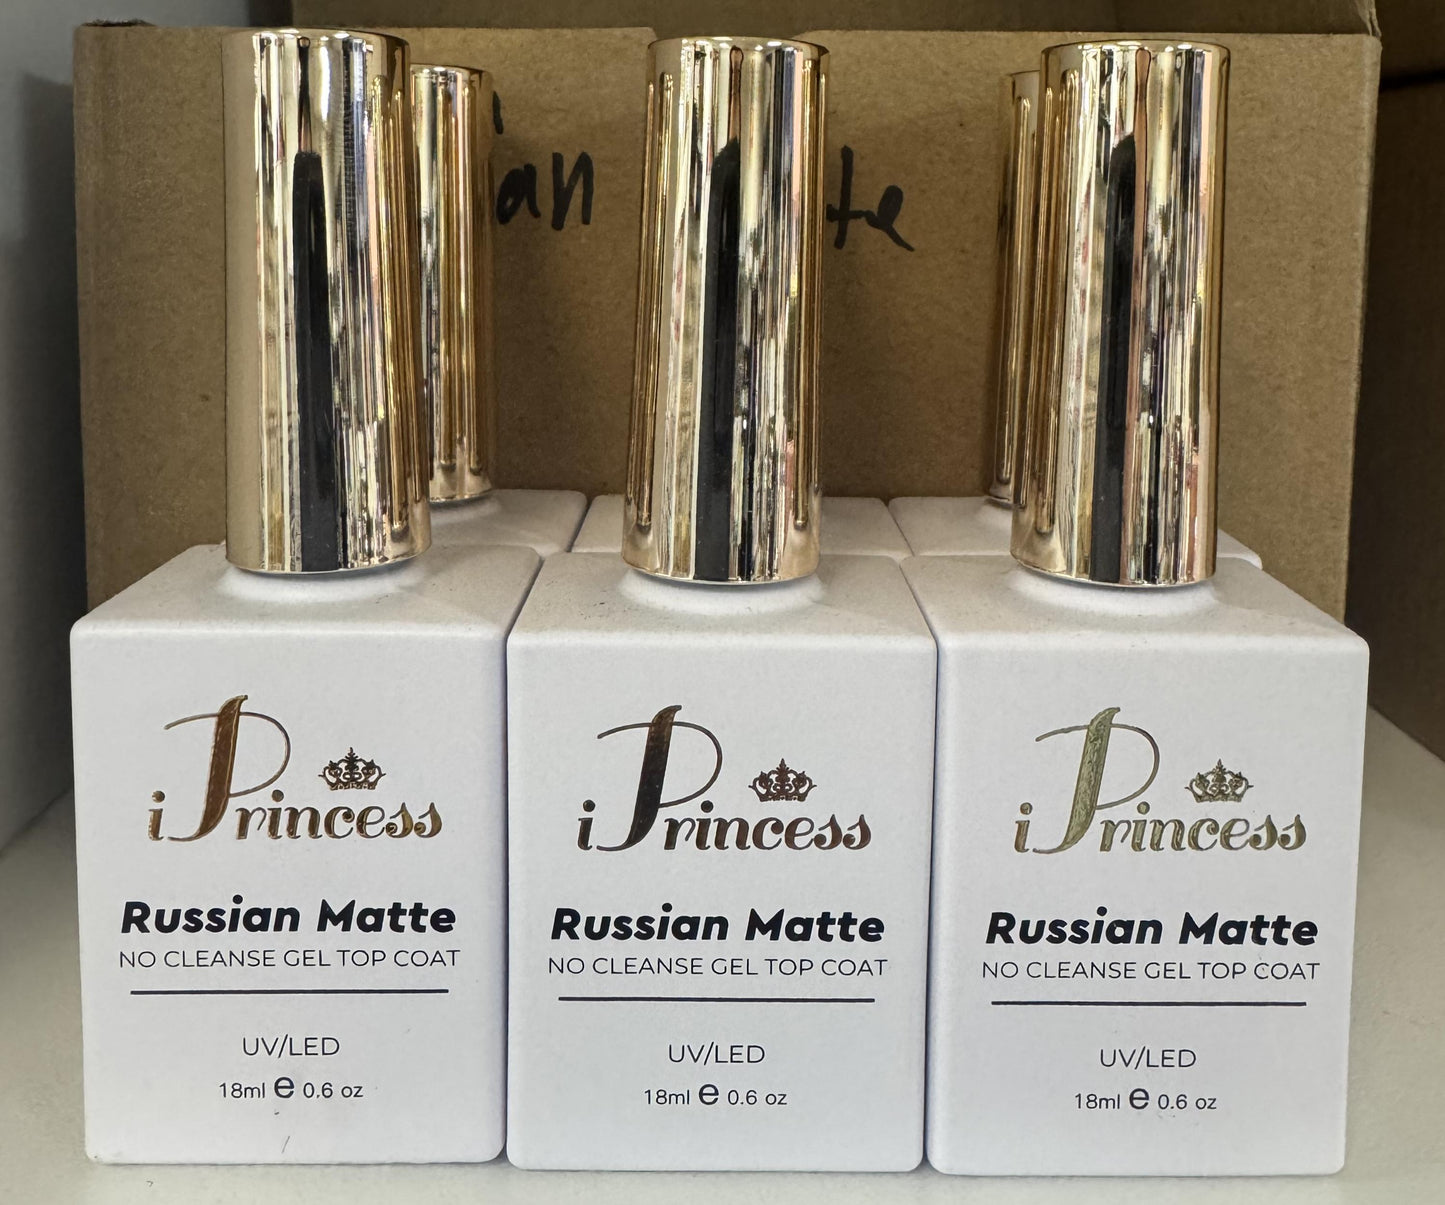 ian te
iPrincess
Russian Matte
NO CLEANSE GEL TOP COAT
UV/LED
18ml e 0.6 oz
iPrincess
Russian Matte
NO CLEANSE GEL TOP COAT
UV/LED
18ml e 0.6 oz
iPrincess
Russian Matte
NO CLEANSE GEL TOP COAT
UV/LED
18ml e 0.6 oz